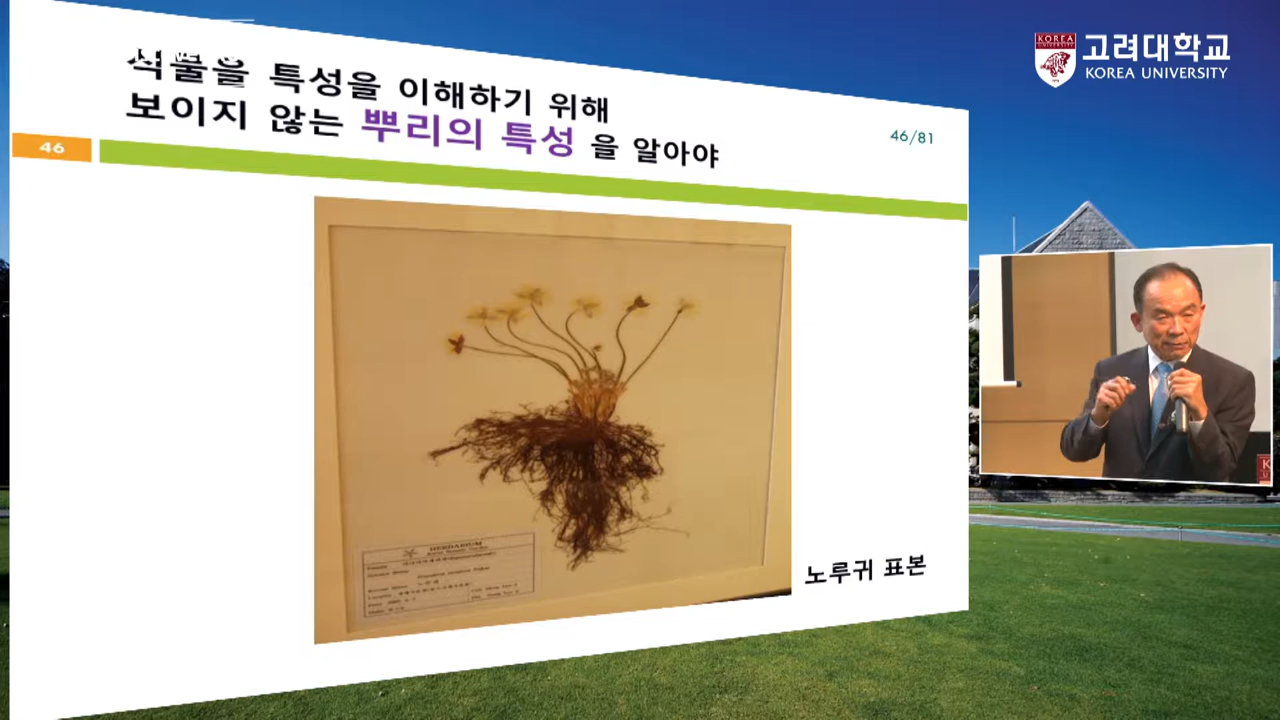 고려대학교
KOREA UNIVERSITY
식물을 특성을 이해하기 위해
보이지 않는 뿌리의 특성 을 알아야
46/81
46
HERBARIUM
노루귀 표본
KOREA